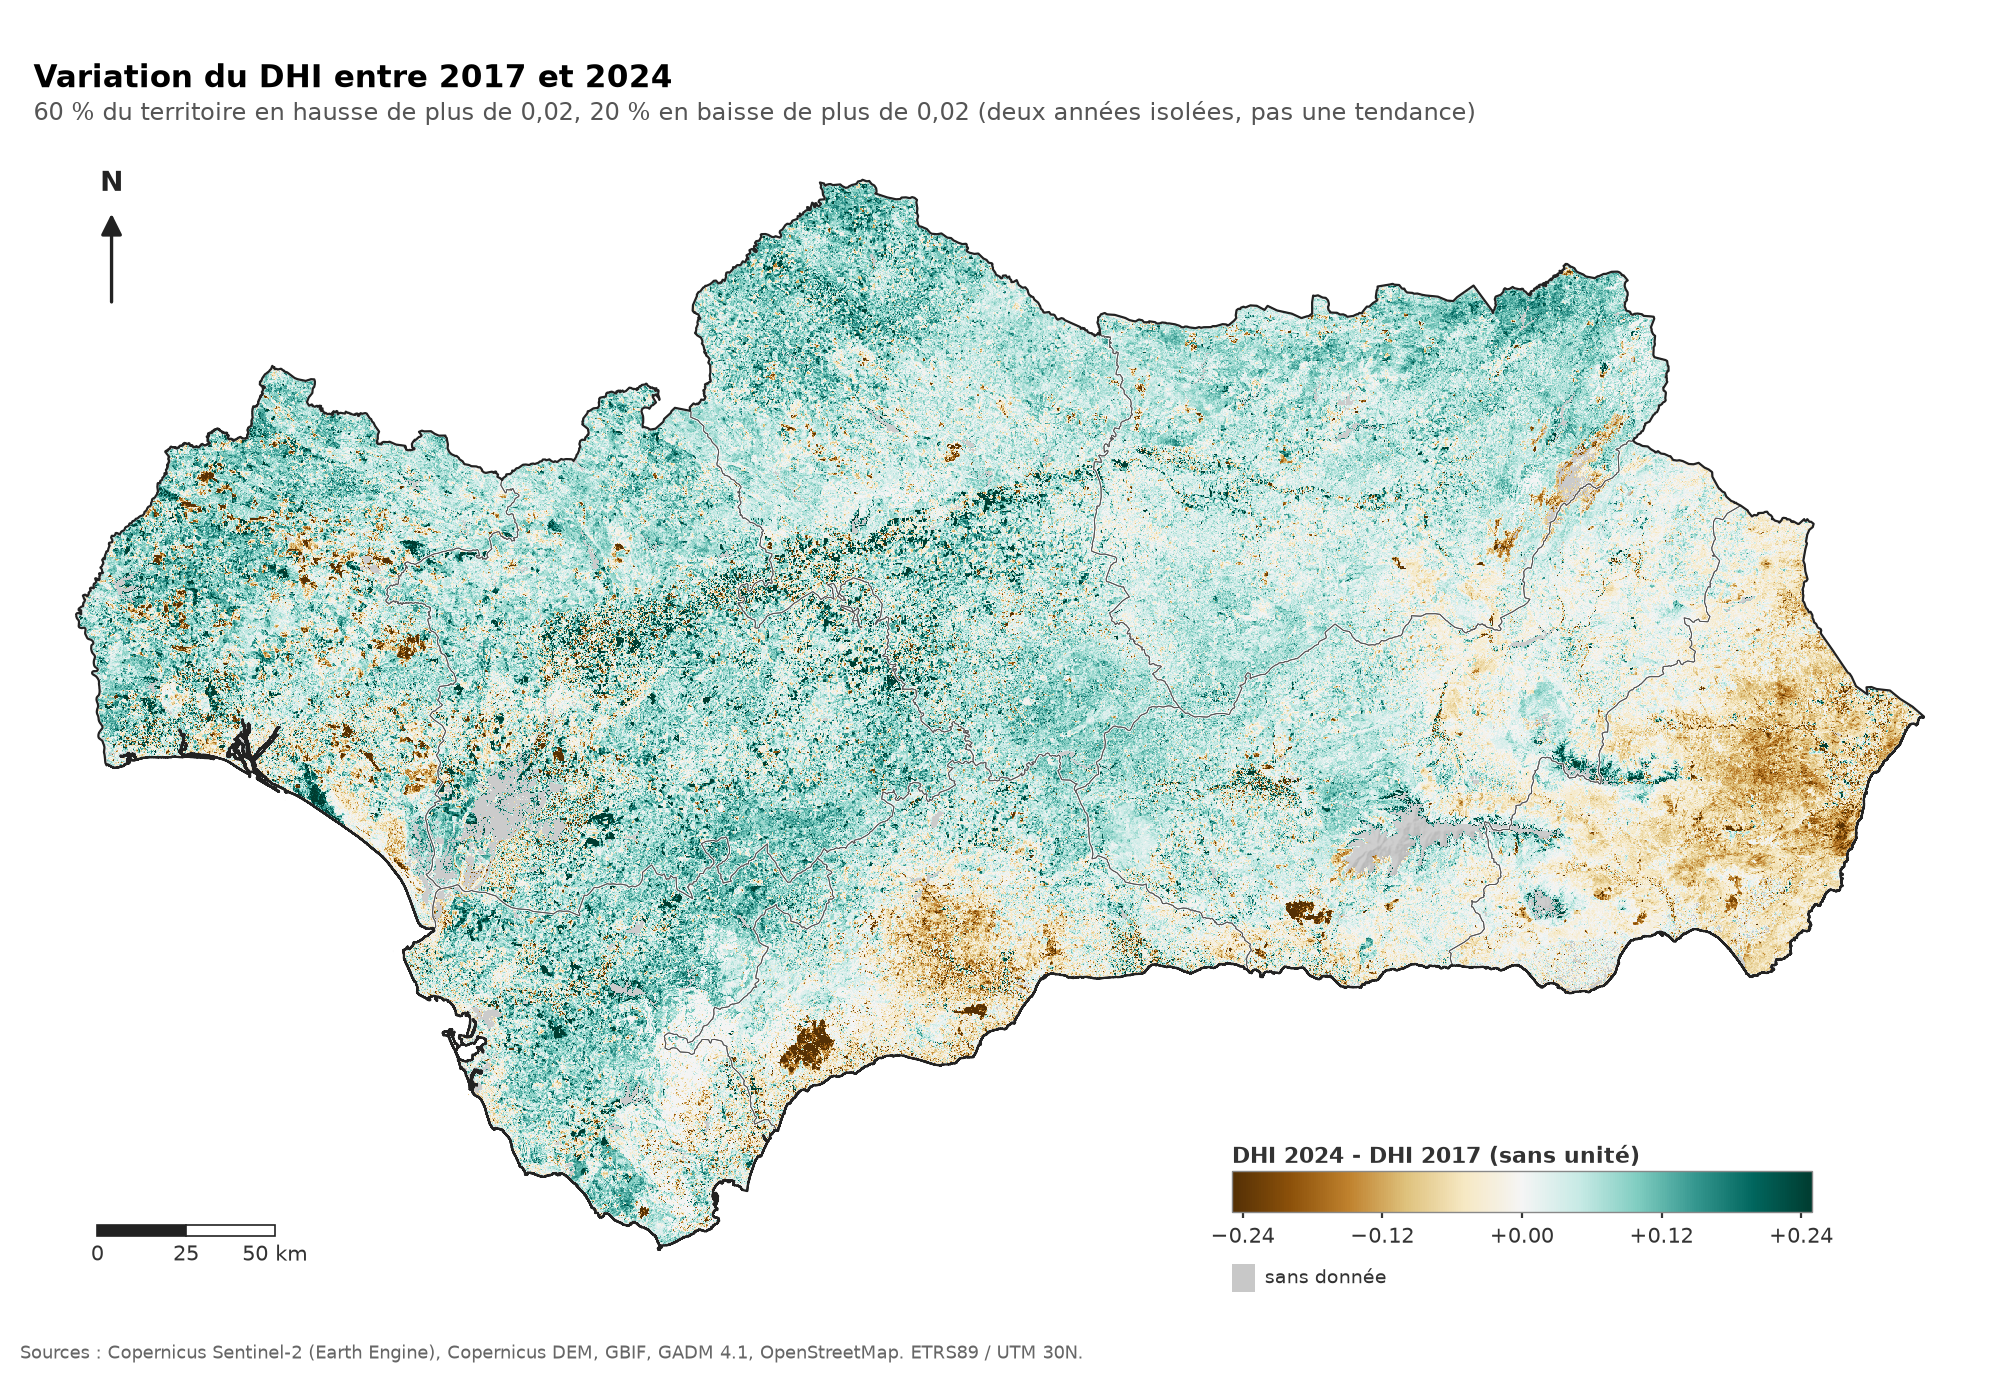 Variation du DHI entre 2017 et 2024
60 % du territoire en hausse de plus de 0,02, 20 % en baisse de plus de 0,02 (deux années isolées, pas une tendance)
N
DHI 2024 - DHI 2017 (sans unité)
−0.24 −0.12 +0.00 +0.12 +0.24
sans donnée
0 25 50 km
Sources : Copernicus Sentinel-2 (Earth Engine), Copernicus DEM, GBIF, GADM 4.1, OpenStreetMap. ETRS89 / UTM 30N.